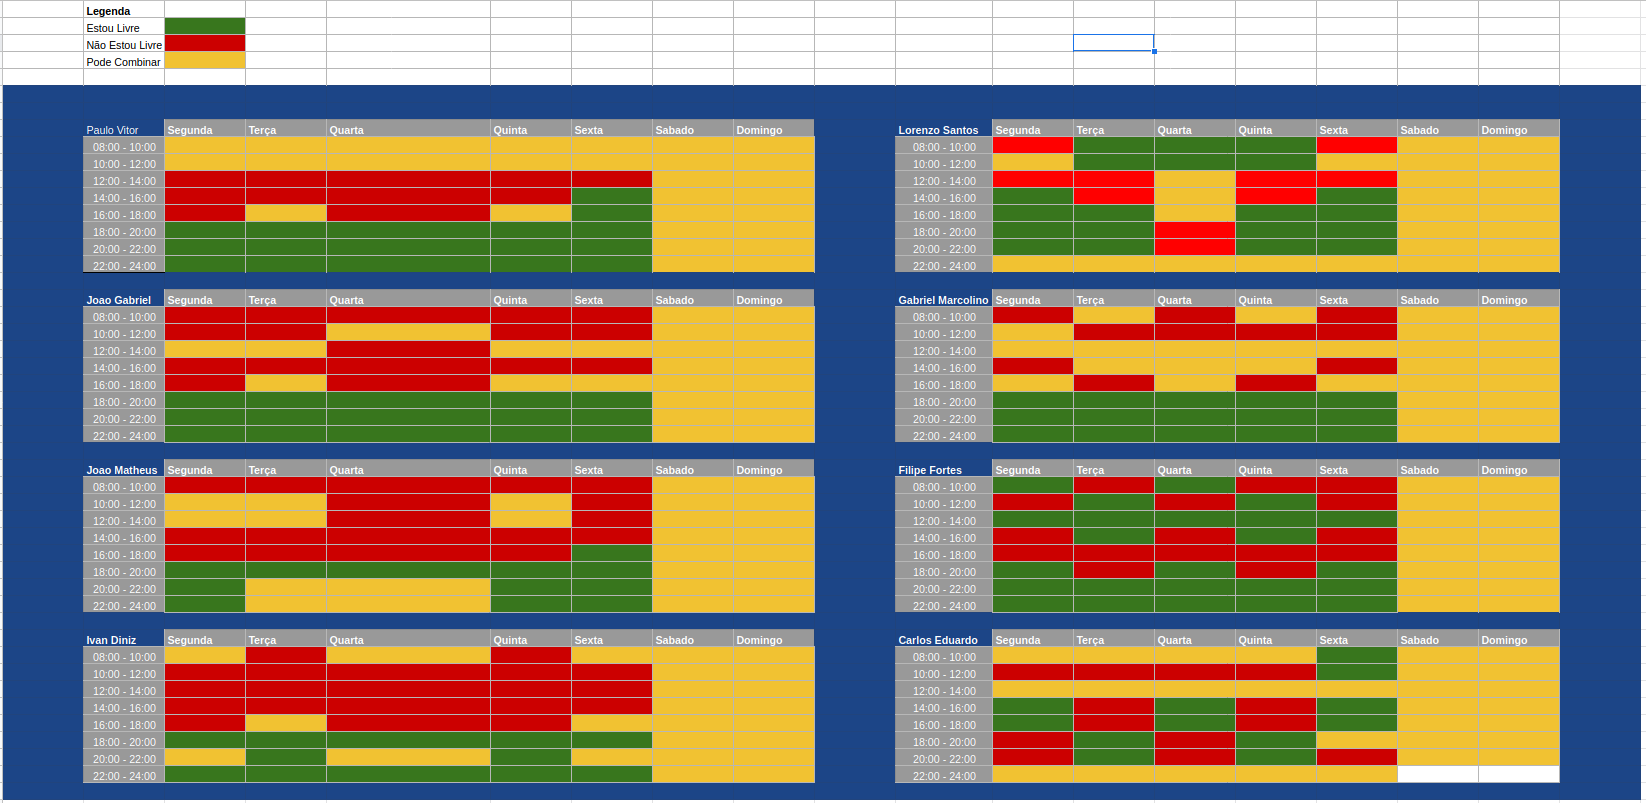 Legenda
Estou Livre
Não Estou Livre
Pode Combinar
Paulo Vitor Segunda Terça Quarta Quinta Sexta Sabado Domingo
08:00 - 10:00
10:00 - 12:00
12:00 - 14:00
14:00 - 16:00
16:00 - 18:00
18:00 - 20:00
20:00 - 22:00
22:00 - 24:00
Lorenzo Santos Segunda Terça Quarta Quinta Sexta Sabado Domingo
08:00 - 10:00
10:00 - 12:00
12:00 - 14:00
14:00 - 16:00
16:00 - 18:00
18:00 - 20:00
20:00 - 22:00
22:00 - 24:00
Joao Gabriel Segunda Terça Quarta Quinta Sexta Sabado Domingo
08:00 - 10:00
10:00 - 12:00
12:00 - 14:00
14:00 - 16:00
16:00 - 18:00
18:00 - 20:00
20:00 - 22:00
22:00 - 24:00
Gabriel Marcolino Segunda Terça Quarta Quinta Sexta Sabado Domingo
08:00 - 10:00
10:00 - 12:00
12:00 - 14:00
14:00 - 16:00
16:00 - 18:00
18:00 - 20:00
20:00 - 22:00
22:00 - 24:00
Joao Matheus Segunda Terça Quarta Quinta Sexta Sabado Domingo
08:00 - 10:00
10:00 - 12:00
12:00 - 14:00
14:00 - 16:00
16:00 - 18:00
18:00 - 20:00
20:00 - 22:00
22:00 - 24:00
Filipe Fortes Segunda Terça Quarta Quinta Sexta Sabado Domingo
08:00 - 10:00
10:00 - 12:00
12:00 - 14:00
14:00 - 16:00
16:00 - 18:00
18:00 - 20:00
20:00 - 22:00
22:00 - 24:00
Ivan Diniz Segunda Terça Quarta Quinta Sexta Sabado Domingo
08:00 - 10:00
10:00 - 12:00
12:00 - 14:00
14:00 - 16:00
16:00 - 18:00
18:00 - 20:00
20:00 - 22:00
22:00 - 24:00
Carlos Eduardo Segunda Terça Quarta Quinta Sexta Sabado Domingo
08:00 - 10:00
10:00 - 12:00
12:00 - 14:00
14:00 - 16:00
16:00 - 18:00
18:00 - 20:00
20:00 - 22:00
22:00 - 24:00